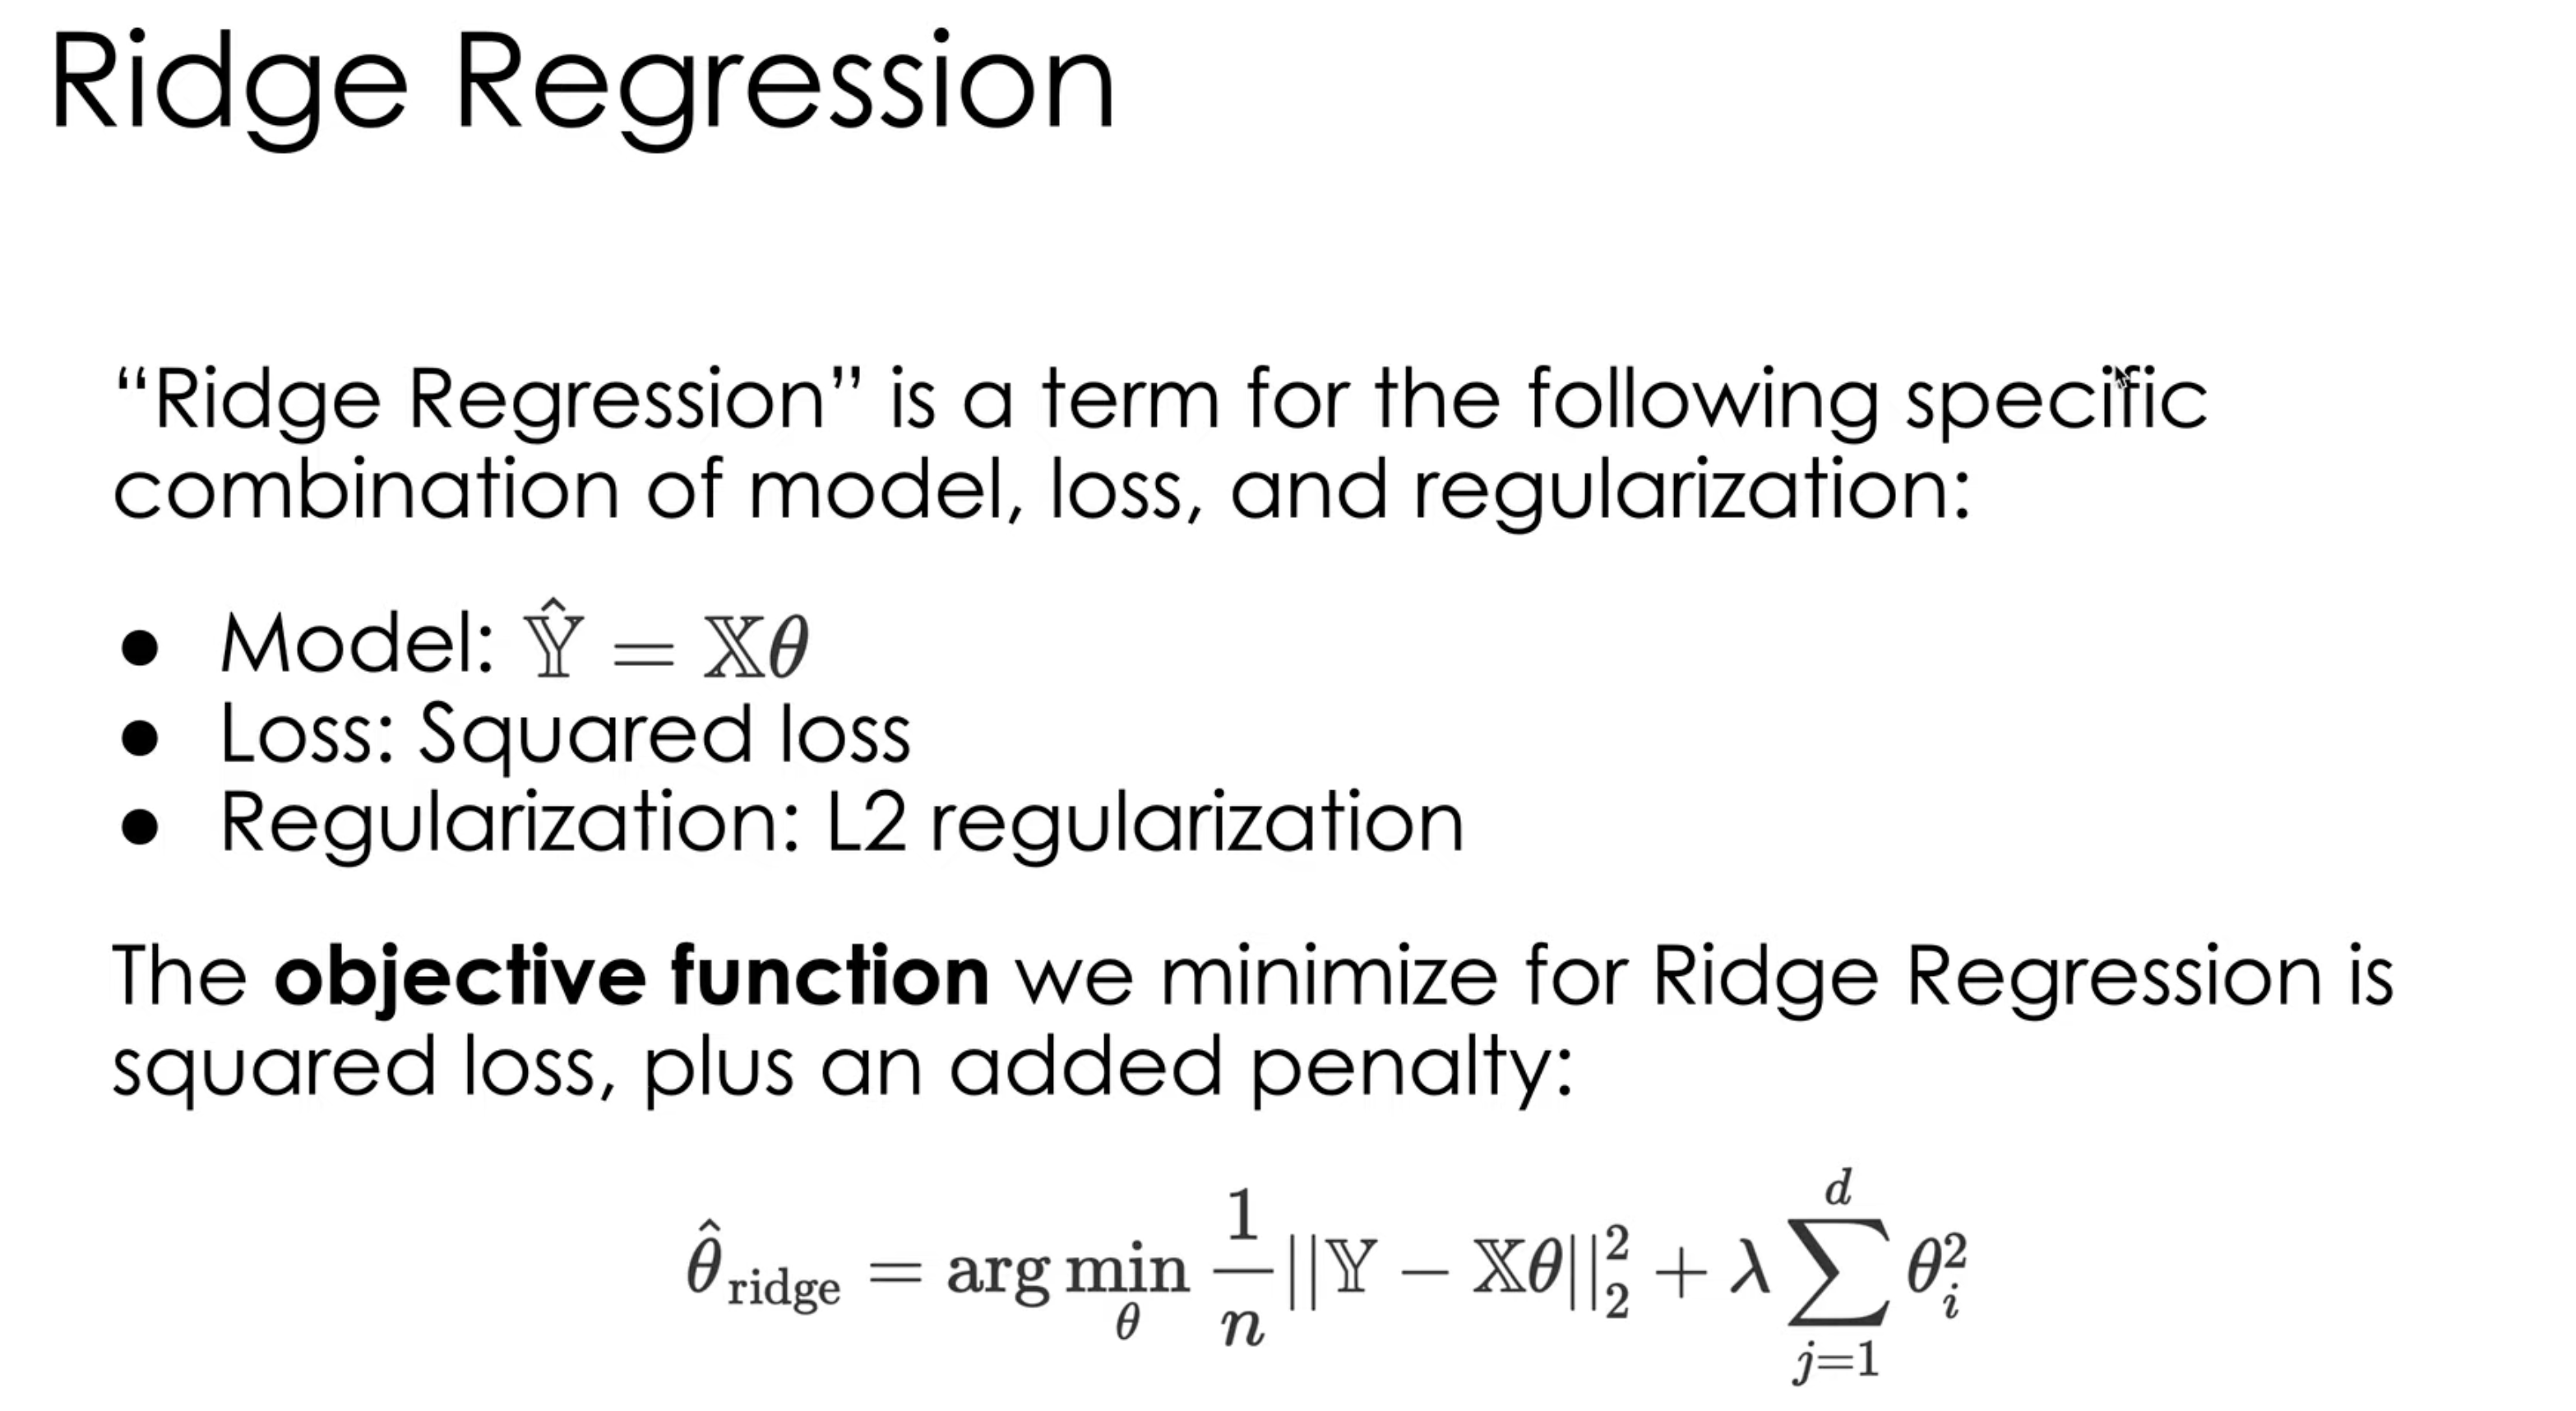 Ridge Regression
“Ridge Regression” is a term for the following specific
combination of model, loss, and regularization:
● Model: $\hat{\mathbb{Y}} = \mathbb{X}\theta$
● Loss: Squared loss
● Regularization: L2 regularization
The objective function we minimize for Ridge Regression is
squared loss, plus an added penalty:
$\hat{\theta}_{\text{ridge}} = \arg\min_{\theta} \frac{1}{n} ||\mathbb{Y} - \mathbb{X}\theta||_2^2 + \lambda \sum_{j=1}^{d} \theta_i^2$